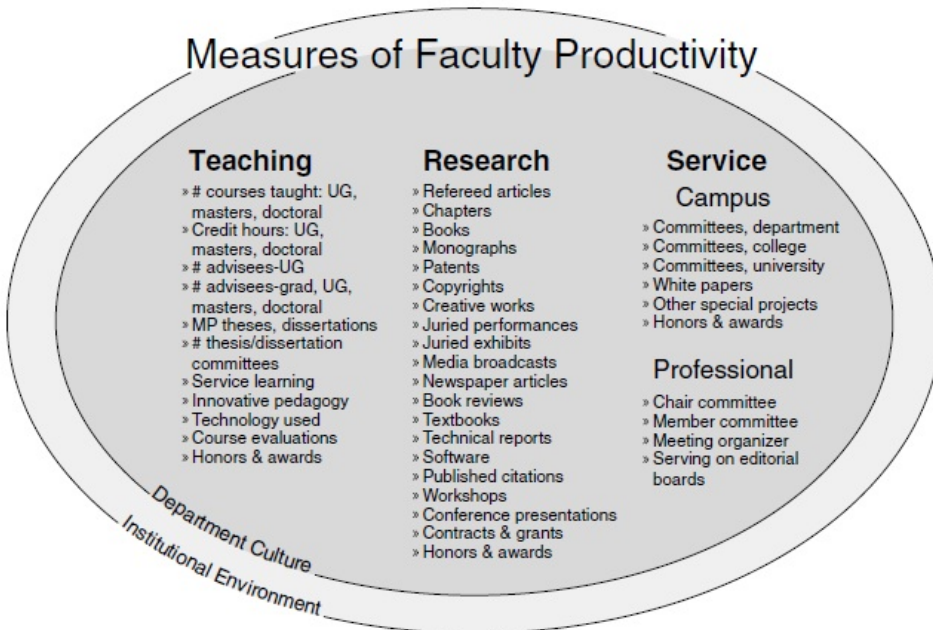 Measures of Faculty Productivity
Teaching
» # courses taught: UG,
masters, doctoral
» Credit hours: UG,
masters, doctoral
» # advisees-UG
» # advisees-grad, UG,
masters, doctoral
» MP theses, dissertations
» # thesis/dissertation
committees
» Service learning
» Innovative pedagogy
» Technology used
» Course evaluations
» Honors & awards
Research
» Refereed articles
» Chapters
» Books
» Monographs
» Patents
» Copyrights
» Creative works
» Juried performances
» Juried exhibits
» Media broadcasts
» Newspaper articles
» Book reviews
» Textbooks
» Technical reports
» Software
» Published citations
» Workshops
» Conference presentations
» Contracts & grants
» Honors & awards
Service
Campus
» Committees, department
» Committees, college
» Committees, university
» White papers
» Other special projects
» Honors & awards
Professional
» Chair committee
» Member committee
» Meeting organizer
» Serving on editorial
boards
Department Culture
Institutional Environment